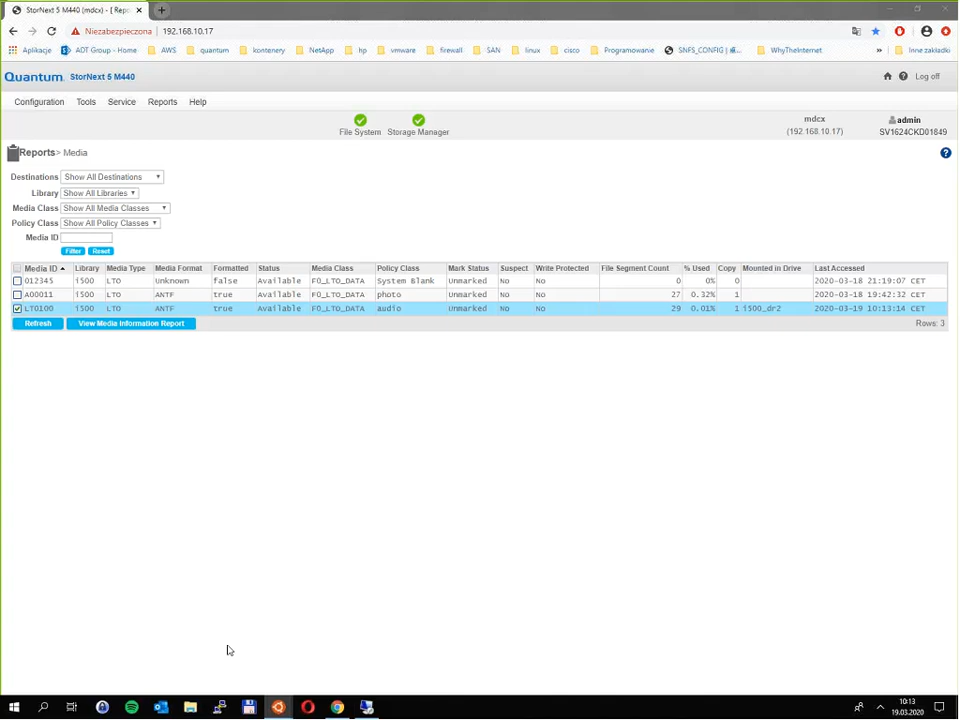 StorNext 5 M440 (mdcx) - [ Repo
Niezabezpieczona 192.168.10.17
Aplikacje ADT Group - Home AWS quantum kontenery NetApp hp vmware firewall SAN linux cisco Programowanie SNFS_CONFIG WhyTheInternet » Inne zakładki
Quantum. StorNext 5 M440 Log off
Configuration Tools Service Reports Help
File System Storage Manager mdcx (192.168.10.17) admin SV1624CKD01849
Reports> Media
Destinations Show All Destinations
Library Show All Libraries
Media Class Show All Media Classes
Policy Class Show All Policy Classes
Media ID
Filter Reset
Media ID Library Media Type Media Format Formatted Status Media Class Policy Class Mark Status Suspect Write Protected File Segment Count % Used Copy Mounted in Drive Last Accessed
012345 i500 LTO Unknown false Available F0_LTO_DATA System Blank Unmarked No No 0 0% 0 2020-03-18 21:19:07 CET
A00011 i500 LTO ANTF true Available F0_LTO_DATA photo Unmarked No No 27 0.32% 1 2020-03-18 19:42:32 CET
LT0100 i500 LTO ANTF true Available F0_LTO_DATA audio Unmarked No No 29 0.01% 1 i500_dr2 2020-03-19 10:13:14 CET
Refresh View Media Information Report Rows: 3
10:13
19.03.2020